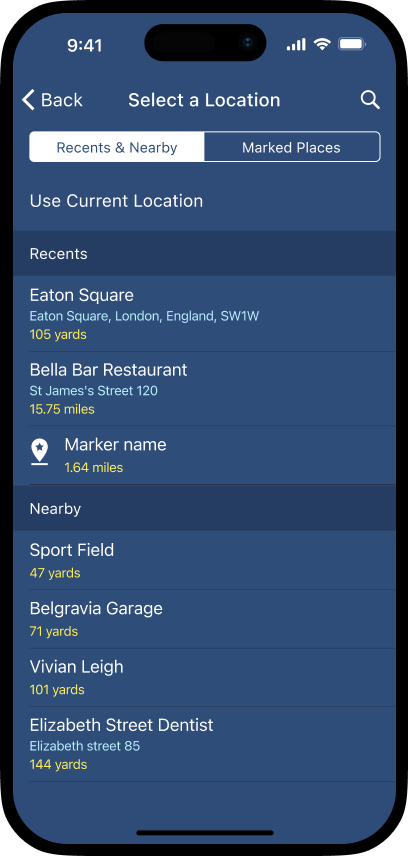 9:41
Back
Select a Location
Recents & Nearby
Marked Places
Use Current Location
Recents
Eaton Square
Eaton Square, London, England, SW1W
105 yards
Bella Bar Restaurant
St James's Street 120
15.75 miles
Marker name
1.64 miles
Nearby
Sport Field
47 yards
Belgravia Garage
71 yards
Vivian Leigh
101 yards
Elizabeth Street Dentist
Elizabeth street 85
144 yards